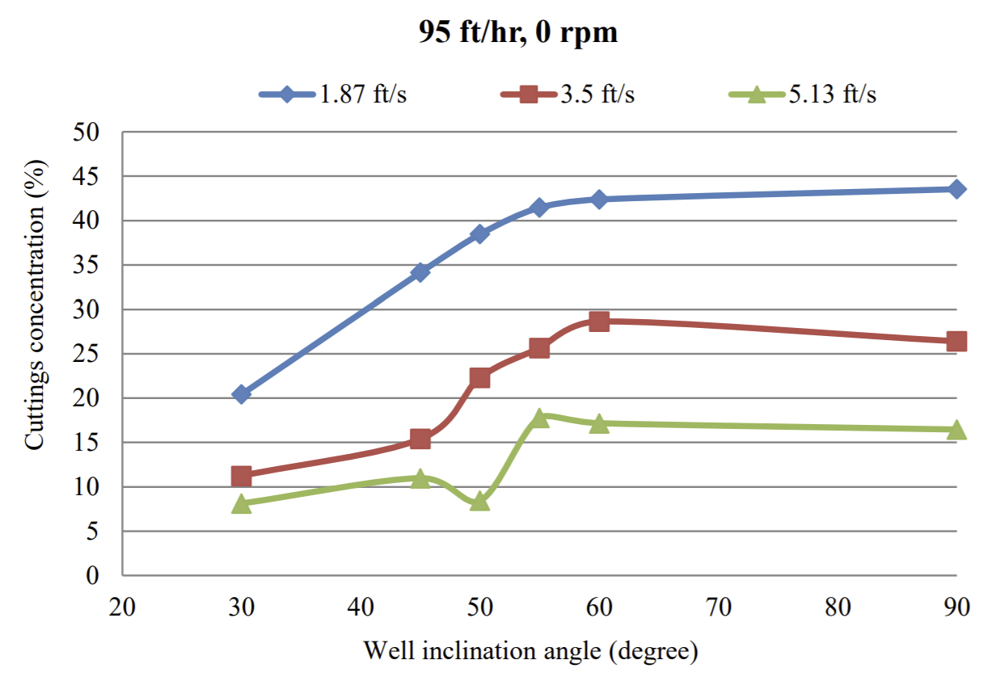 95 ft/hr, 0 rpm
1.87 ft/s 3.5 ft/s 5.13 ft/s
50
45
40
35
30
25
20
15
10
5
0
Cuttings concentration (%)
20 30 40 50 60 70 80 90
Well inclination angle (degree)